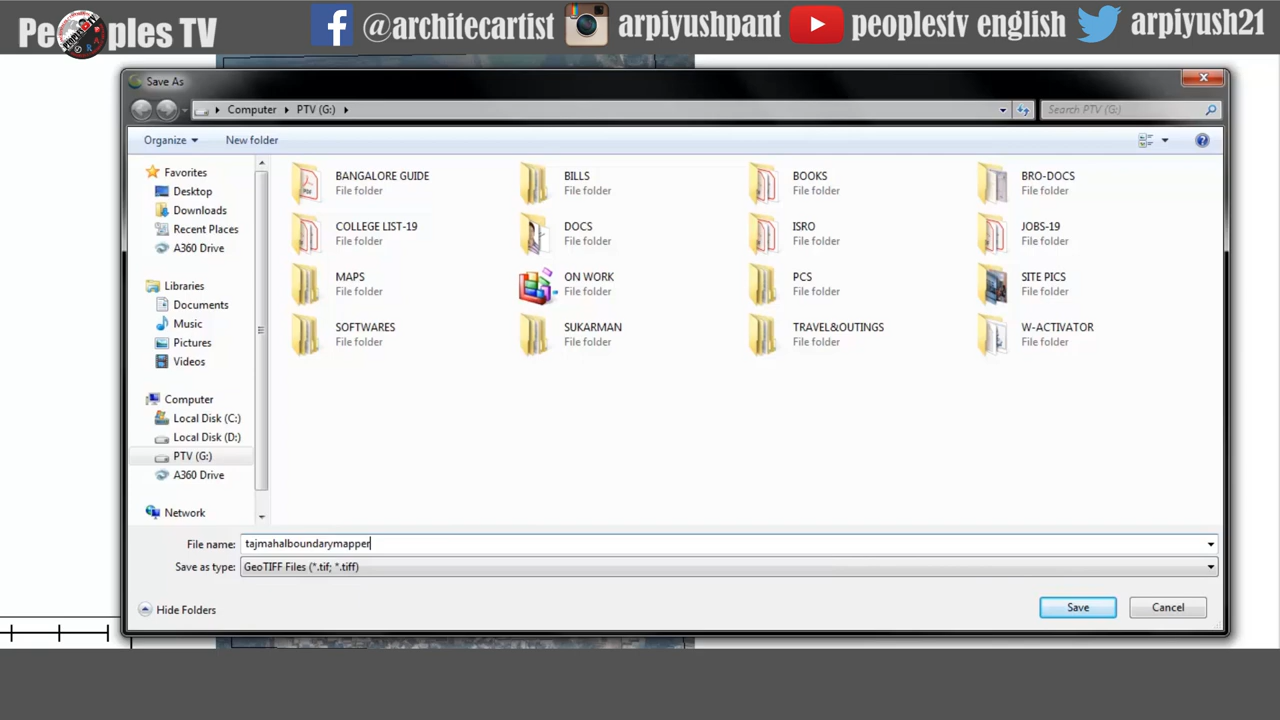 Peoples TV @architecartist arpiyushpant peoplestv english arpiyush21
Save As
Computer PTV (G:) Search PTV (G:)
Organize New folder
Favorites
Desktop
Downloads
Recent Places
A360 Drive
Libraries
Documents
Music
Pictures
Videos
Computer
Local Disk (C:)
Local Disk (D:)
PTV (G:)
A360 Drive
Network
BANGALORE GUIDE
File folder
BILLS
File folder
BOOKS
File folder
BRO-DOCS
File folder
COLLEGE LIST-19
File folder
DOCS
File folder
ISRO
File folder
JOBS-19
File folder
MAPS
File folder
ON WORK
File folder
PCS
File folder
SITE PICS
File folder
SOFTWARES
File folder
SUKARMAN
File folder
TRAVEL&OUTINGS
File folder
W-ACTIVATOR
File folder
File name: tajmahalboundarymapper
Save as type: GeoTIFF Files (*.tif; *.tiff)
Hide Folders Save Cancel